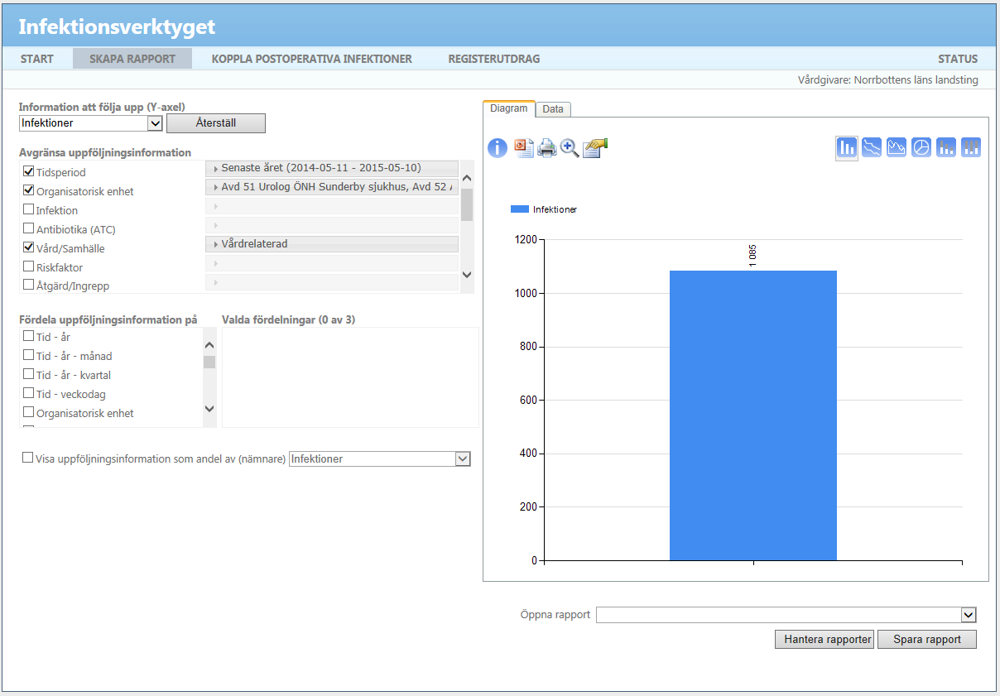 Infektionsverktyget
START SKAPA RAPPORT KOPPLA POSTOPERATIVA INFEKTIONER REGISTERUTDRAG STATUS
Vårdgivare: Norrbottens läns landsting
Information att följa upp (Y-axel)
Infektioner Återställ
Avgränsa uppföljningsinformation
Tidsperiod Senaste året (2014-05-11 - 2015-05-10)
Organisatorisk enhet Avd 51 Urolog ÖNH Sunderby sjukhus, Avd 52
Infektion
Antibiotika (ATC)
Vård/Samhälle Vårdrelaterad
Riskfaktor
Åtgärd/Ingrepp
Fördela uppföljningsinformation på Valda fördelningar (0 av 3)
Tid - år
Tid - år - månad
Tid - år - kvartal
Tid - veckodag
Organisatorisk enhet
Visa uppföljningsinformation som andel av (nämnare) Infektioner
Diagram Data
Infektioner
1200
1 085
1000
800
600
400
200
0
Öppna rapport
Hantera rapporter Spara rapport